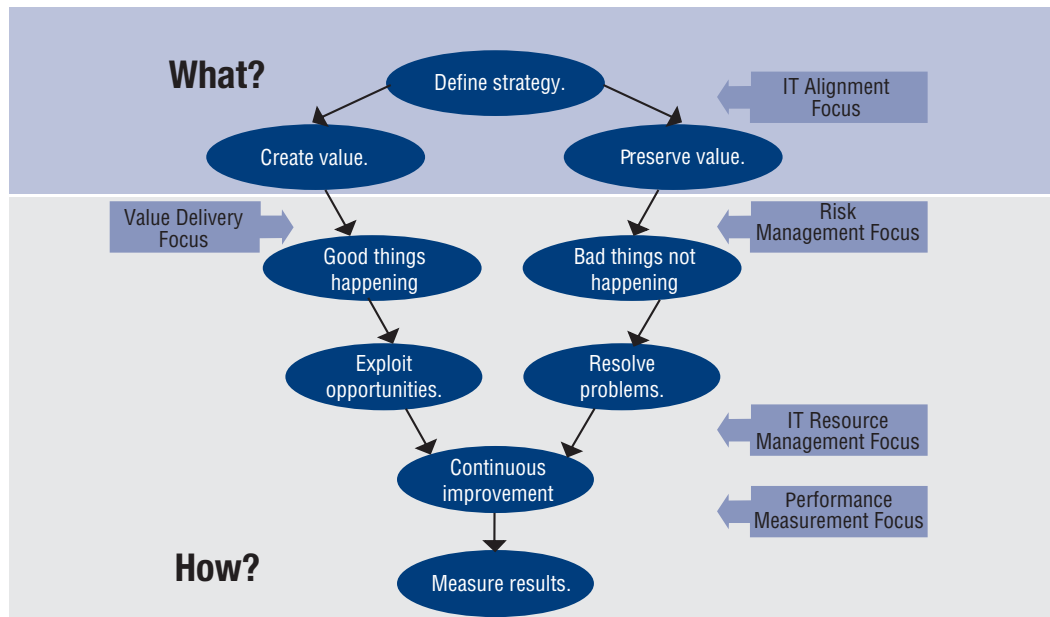 What?
Define strategy.
IT Alignment
Focus
Create value.
Preserve value.
Value Delivery
Focus
Risk
Management Focus
Good things
happening
Bad things not
happening
Exploit
opportunities.
Resolve
problems.
IT Resource
Management Focus
Continuous
improvement
Performance
Measurement Focus
How?
Measure results.